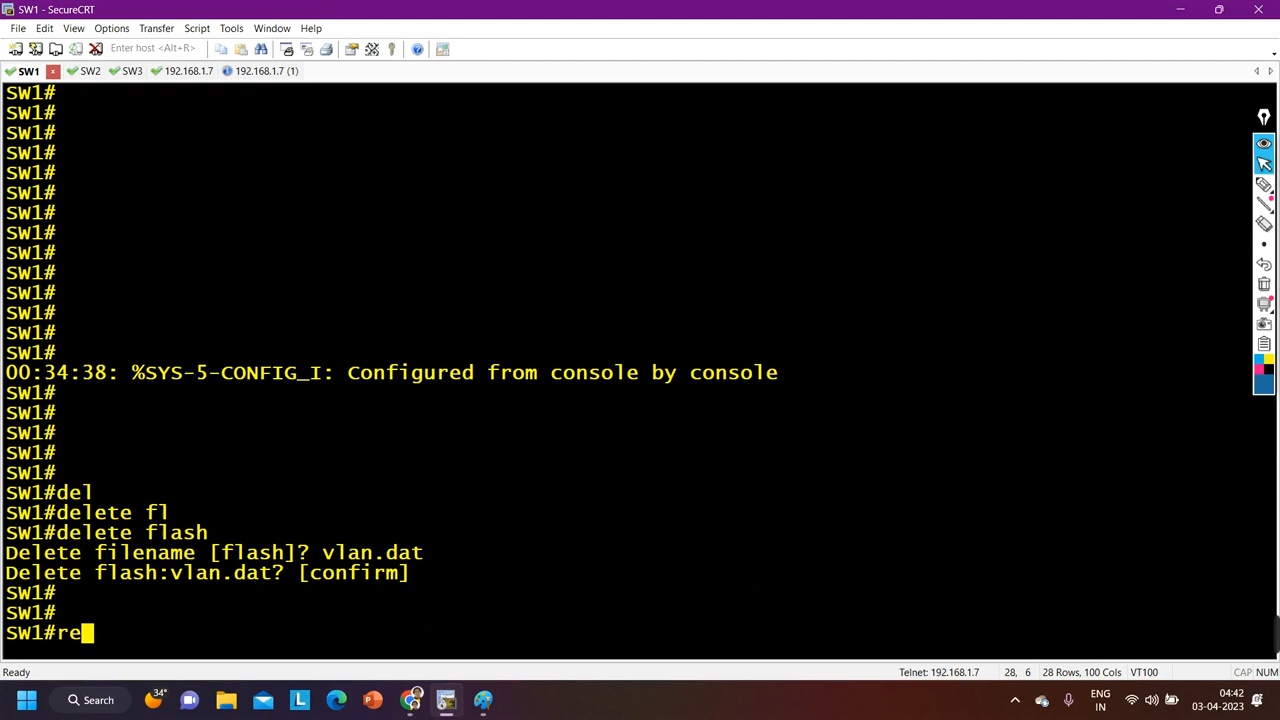 SW1 - SecureCRT
File Edit View Options Transfer Script Tools Window Help
Enter host <Alt+R>
SW1 x SW2 SW3 192.168.1.7 192.168.1.7 (1)
SW1#
SW1#
SW1#
SW1#
SW1#
SW1#
SW1#
SW1#
SW1#
SW1#
SW1#
SW1#
SW1#
SW1#
00:34:38: %SYS-5-CONFIG_I: Configured from console by console
SW1#
SW1#
SW1#
SW1#
SW1#
SW1#del
SW1#delete fl
SW1#delete flash
Delete filename [flash]? vlan.dat
Delete flash:vlan.dat? [confirm]
SW1#
SW1#
SW1#re
Ready Telnet: 192.168.1.7 28, 6 28 Rows, 100 Cols VT100 CAP NUM
Search 34° L P ENG 04:42
IN 03-04-2023